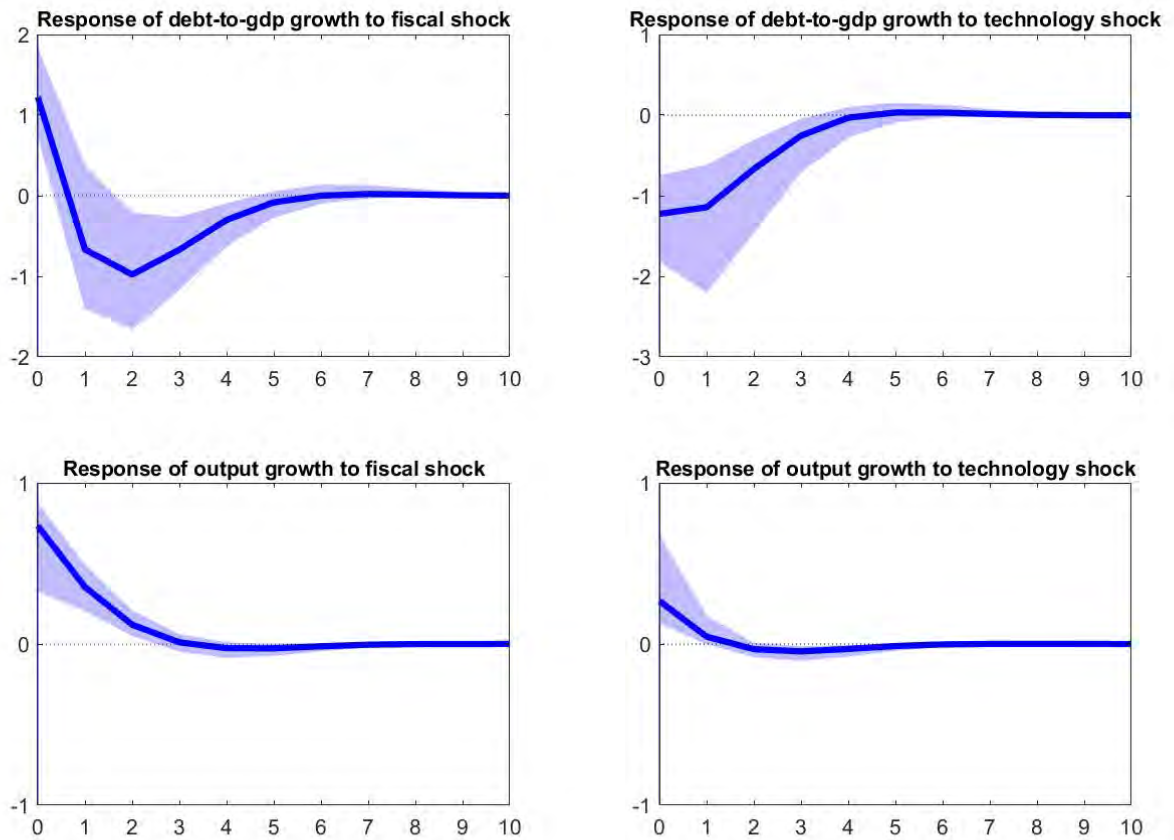 Response of debt-to-gdp growth to fiscal shock
2
1
0
-1
-2
0 1 2 3 4 5 6 7 8 9 10
Response of debt-to-gdp growth to technology shock
1
0
-1
-2
-3
0 1 2 3 4 5 6 7 8 9 10
Response of output growth to fiscal shock
1
0
-1
0 1 2 3 4 5 6 7 8 9 10
Response of output growth to technology shock
1
0
-1
0 1 2 3 4 5 6 7 8 9 10